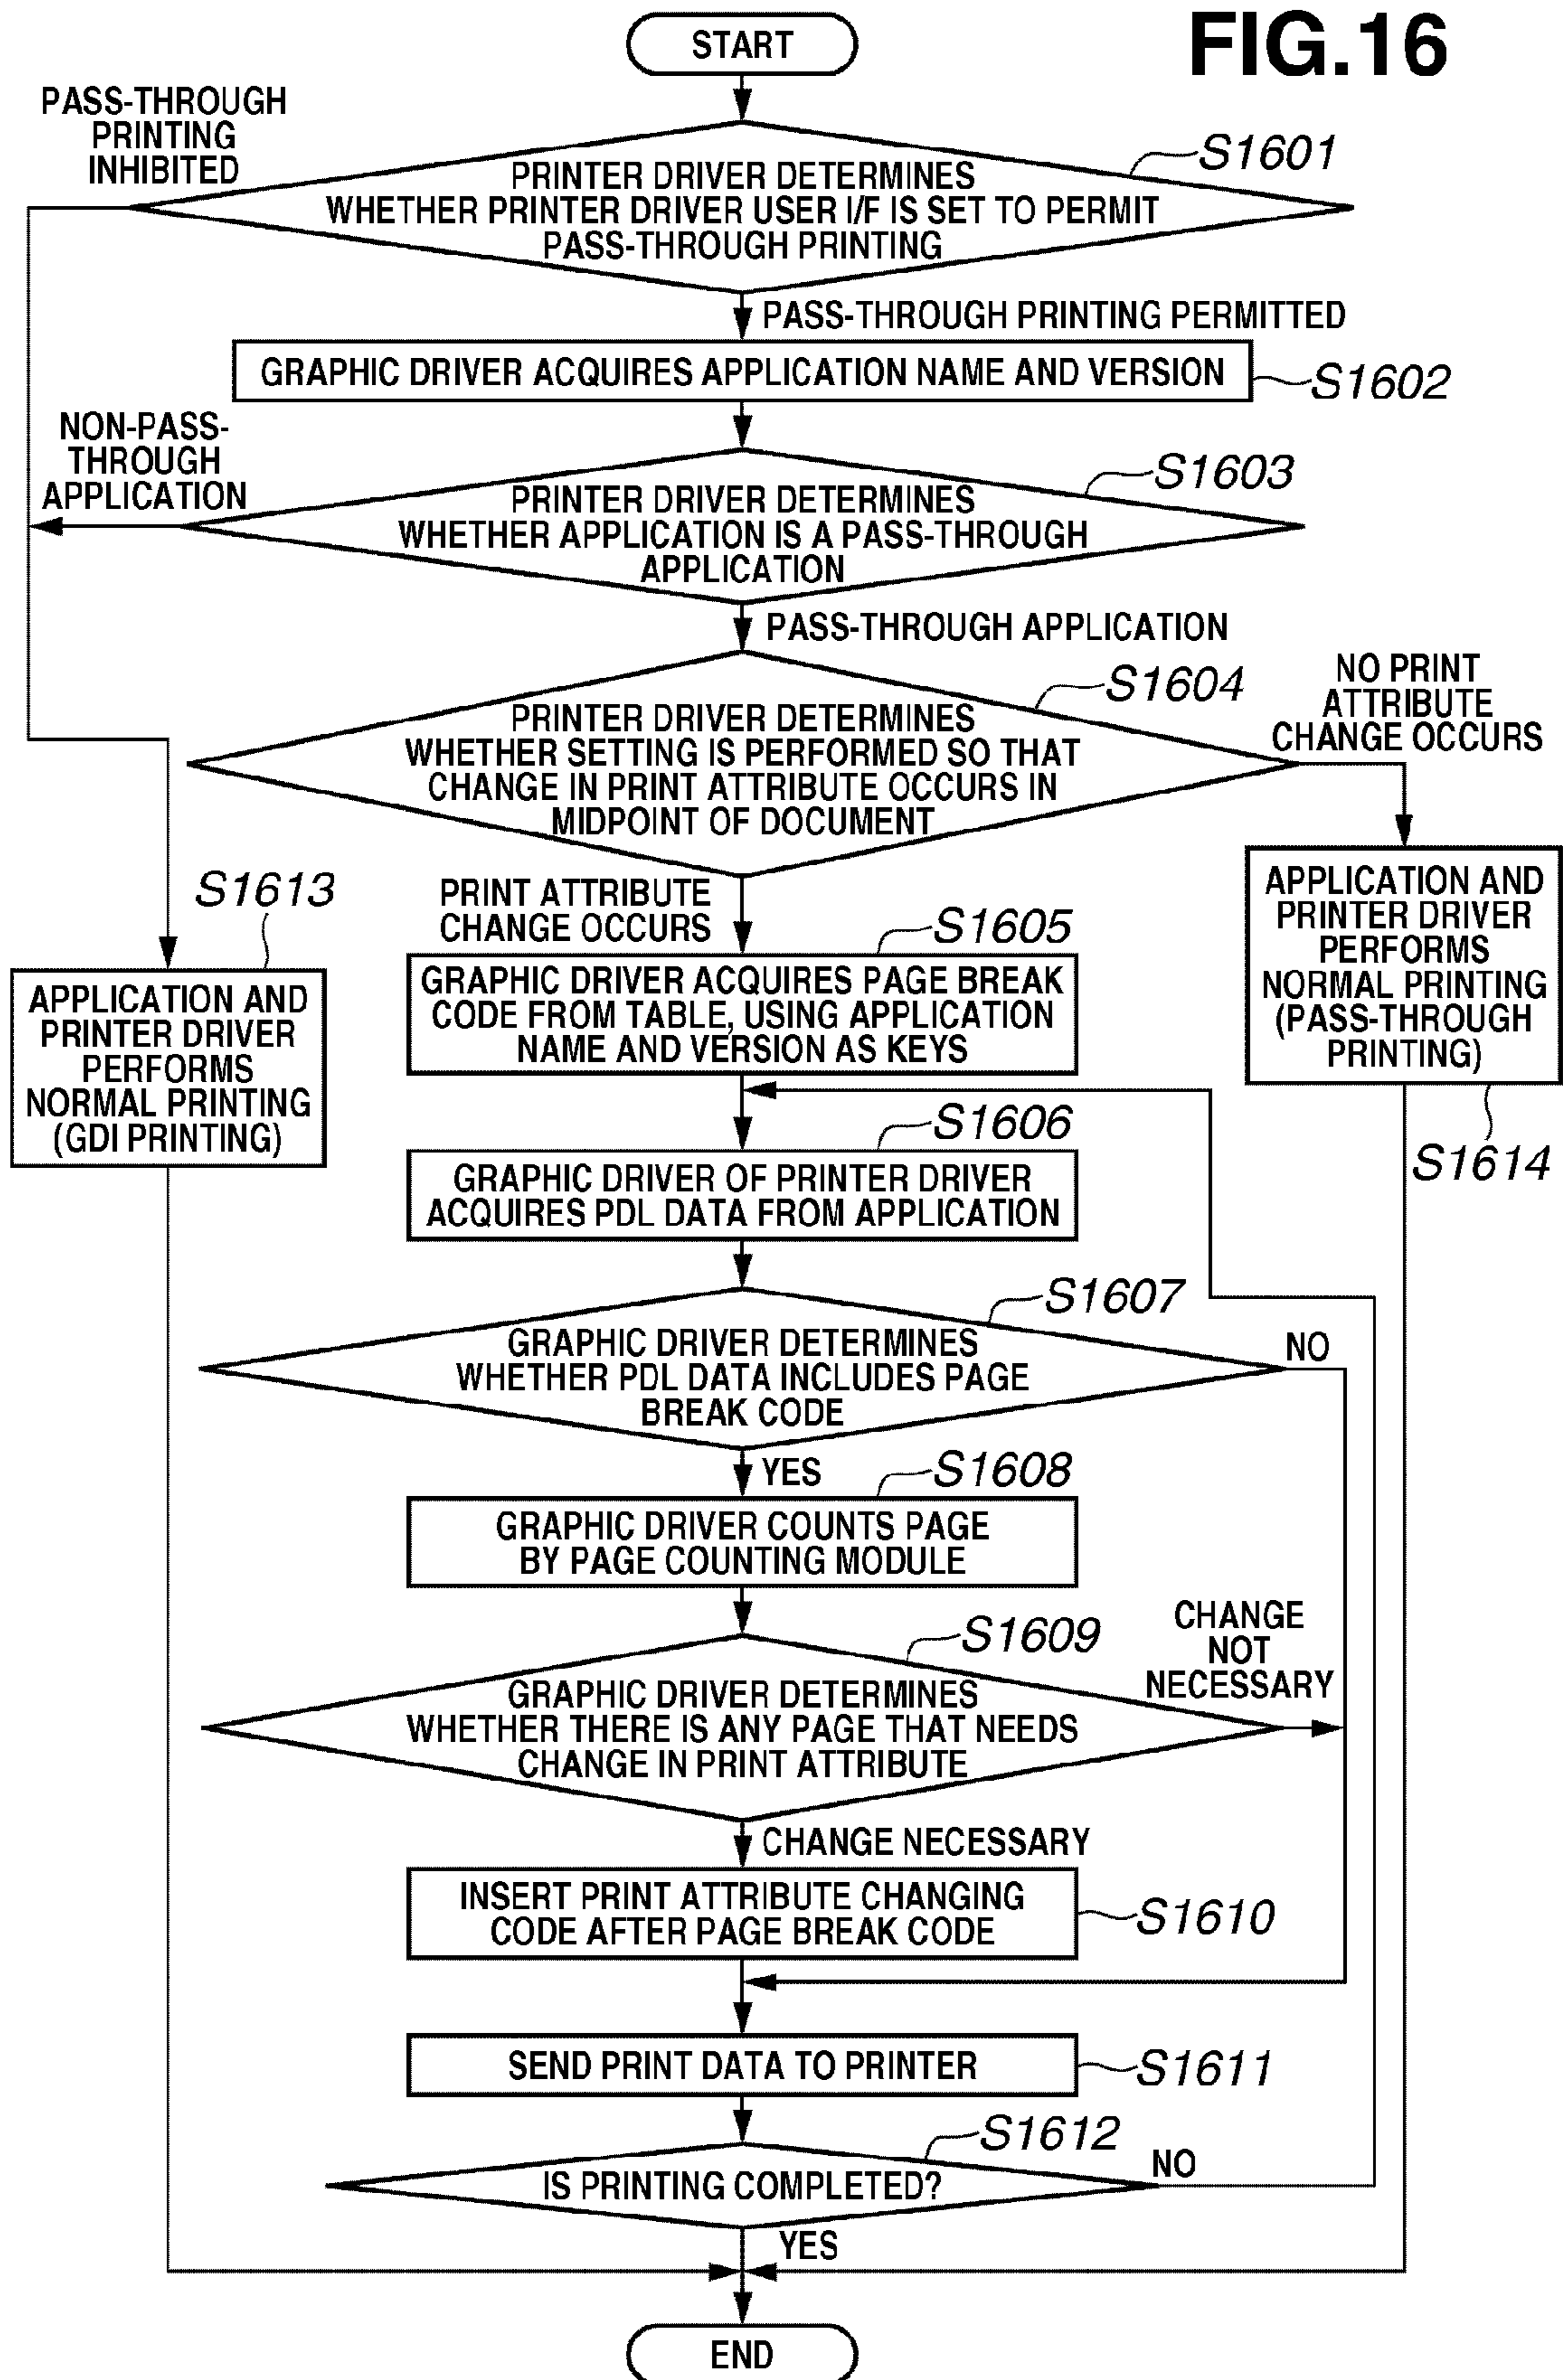 FIG.16
START
PASS-THROUGH
PRINTING
INHIBITED
S1601
PRINTER DRIVER DETERMINES
WHETHER PRINTER DRIVER USER I/F IS SET TO PERMIT
PASS-THROUGH PRINTING
PASS-THROUGH PRINTING PERMITTED
GRAPHIC DRIVER ACQUIRES APPLICATION NAME AND VERSION
S1602
NON-PASS-
THROUGH
APPLICATION
S1603
PRINTER DRIVER DETERMINES
WHETHER APPLICATION IS A PASS-THROUGH
APPLICATION
PASS-THROUGH APPLICATION
S1604
PRINTER DRIVER DETERMINES
WHETHER SETTING IS PERFORMED SO THAT
CHANGE IN PRINT ATTRIBUTE OCCURS IN
MIDPOINT OF DOCUMENT
NO PRINT
ATTRIBUTE
CHANGE OCCURS
S1613
APPLICATION AND
PRINTER DRIVER
PERFORMS
NORMAL PRINTING
(GDI PRINTING)
PRINT ATTRIBUTE
CHANGE OCCURS
S1605
GRAPHIC DRIVER ACQUIRES PAGE BREAK
CODE FROM TABLE, USING APPLICATION
NAME AND VERSION AS KEYS
APPLICATION AND
PRINTER DRIVER
PERFORMS
NORMAL PRINTING
(PASS-THROUGH
PRINTING)
S1614
S1606
GRAPHIC DRIVER OF PRINTER DRIVER
ACQUIRES PDL DATA FROM APPLICATION
S1607
GRAPHIC DRIVER DETERMINES
WHETHER PDL DATA INCLUDES PAGE
BREAK CODE
NO
YES
S1608
GRAPHIC DRIVER COUNTS PAGE
BY PAGE COUNTING MODULE
S1609
GRAPHIC DRIVER DETERMINES
WHETHER THERE IS ANY PAGE THAT NEEDS
CHANGE IN PRINT ATTRIBUTE
CHANGE
NOT
NECESSARY
CHANGE NECESSARY
INSERT PRINT ATTRIBUTE CHANGING
CODE AFTER PAGE BREAK CODE
S1610
SEND PRINT DATA TO PRINTER
S1611
S1612
IS PRINTING COMPLETED?
NO
YES
END